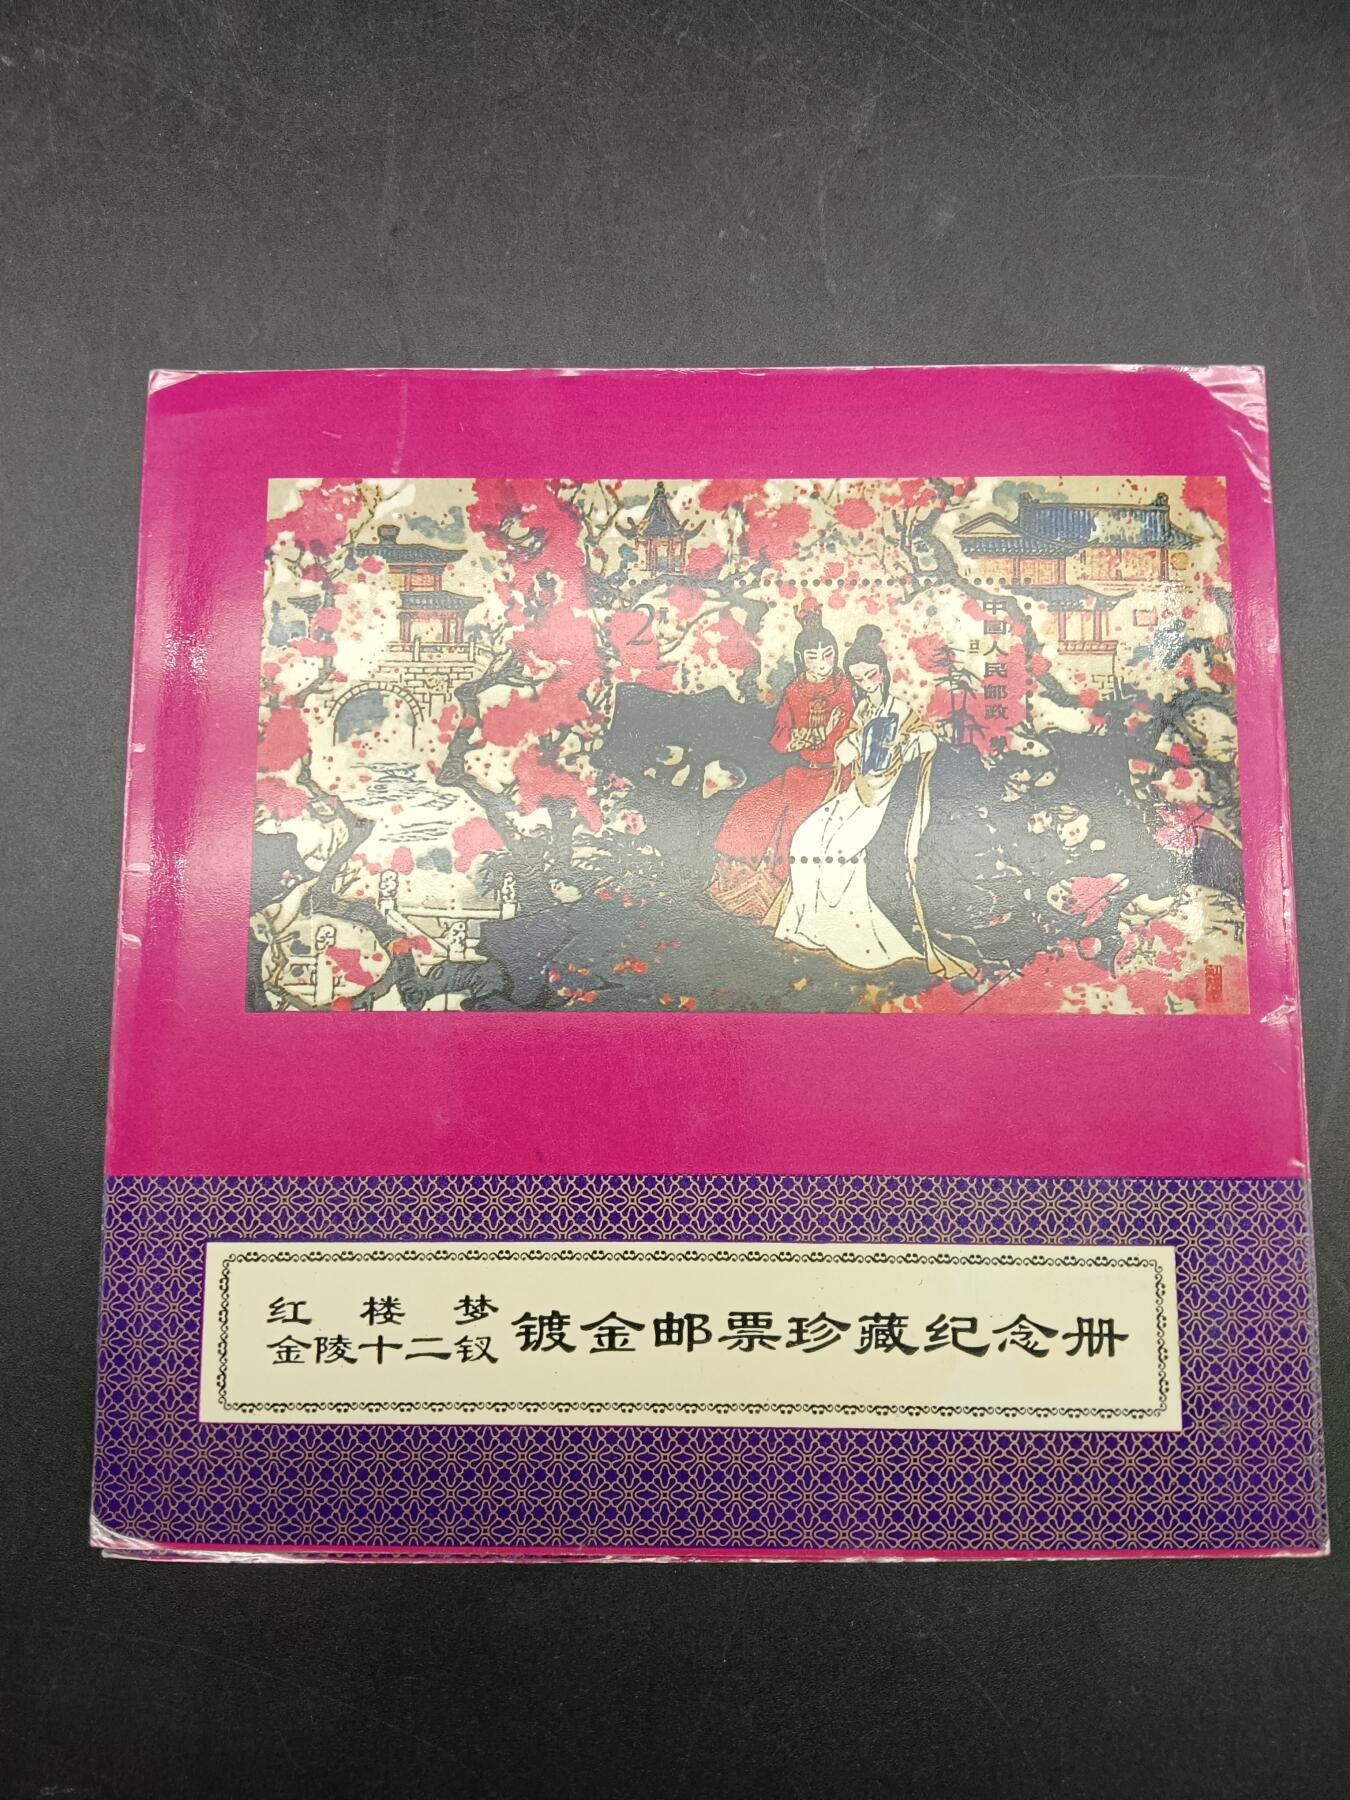 2元
中国人民邮政
红楼梦
金陵十二钗
镀金邮票珍藏纪念册